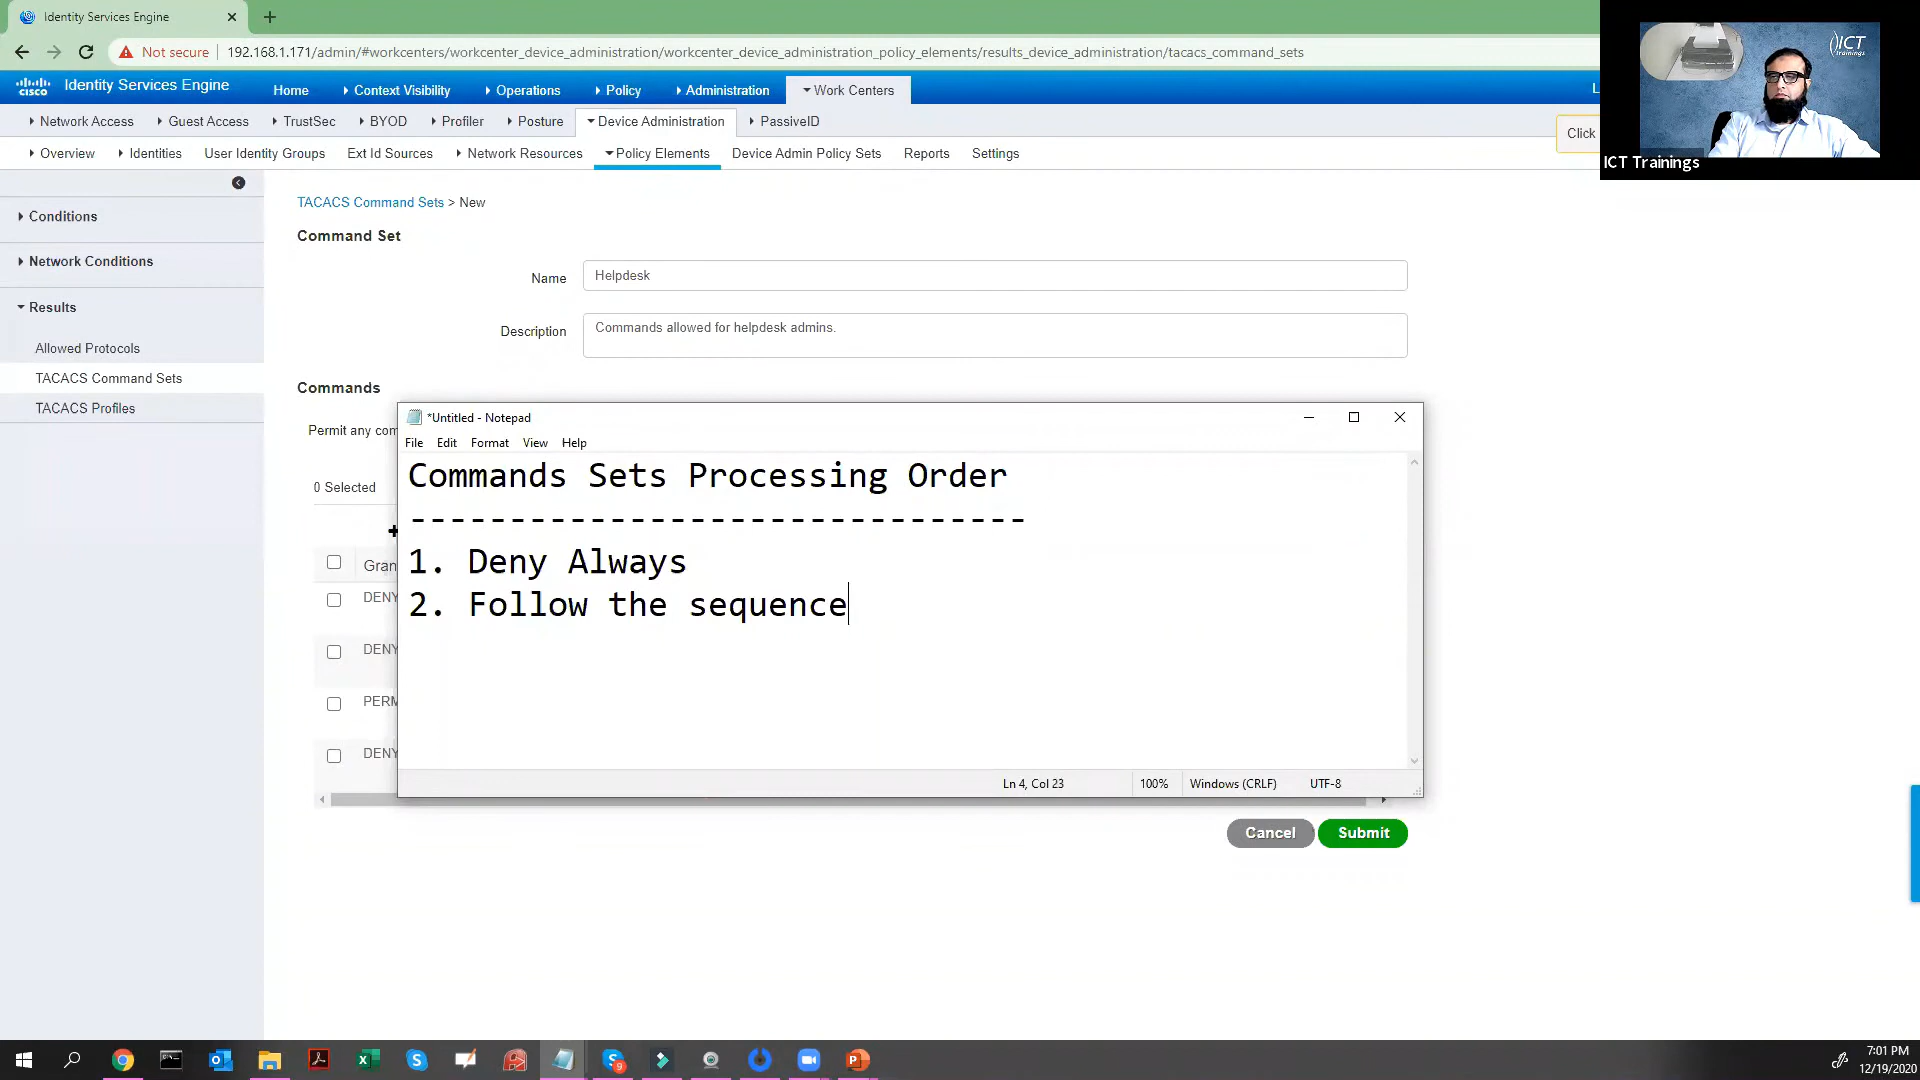 Identity Services Engine
Not secure
192.168.1.171/admin/#workcenters/workcenter_device_administration/workcenter_device_administration_policy_elements/results_device_administration/tacacs_command_sets
CISCO Identity Services Engine
Home Context Visibility Operations Policy Administration Work Centers
Network Access Guest Access TrustSec BYOD Profiler Posture Device Administration PassiveID
Click
Overview Identities User Identity Groups Ext Id Sources Network Resources Policy Elements Device Admin Policy Sets Reports Settings
ICT trainings
ICT Trainings
Conditions
Network Conditions
Results
Allowed Protocols
TACACS Command Sets
TACACS Profiles
TACACS Command Sets > New
Command Set
Name Helpdesk
Description Commands allowed for helpdesk admins.
Commands
Permit any com
0 Selected
Gran
DENY
DENY
PERM
DENY
*Untitled - Notepad
File Edit Format View Help
Commands Sets Processing Order
-------------------------------
1. Deny Always
2. Follow the sequence
Ln 4, Col 23 100% Windows (CRLF) UTF-8
Cancel Submit
7:01 PM
12/19/2020